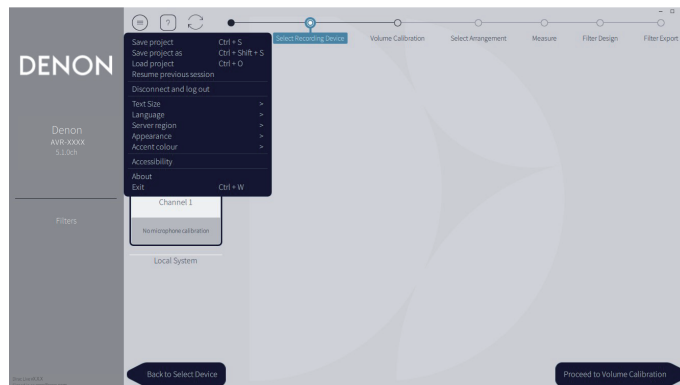 ?
Save project Ctrl + S
Save project as Ctrl + Shift + S
Load project Ctrl + O
Resume previous session
Disconnect and log out
Text Size >
Language >
Server region >
Appearance >
Accent colour >
Accessibility
About
Exit Ctrl + W
Select Recording Device
Volume Calibration
Select Arrangement
Measure
Filter Design
Filter Export
DENON
Denon
AVR-XXXX
5.1.0ch
Filters
Channel 1
No microphone calibration
Local System
Back to Select Device
Proceed to Volume Calibration